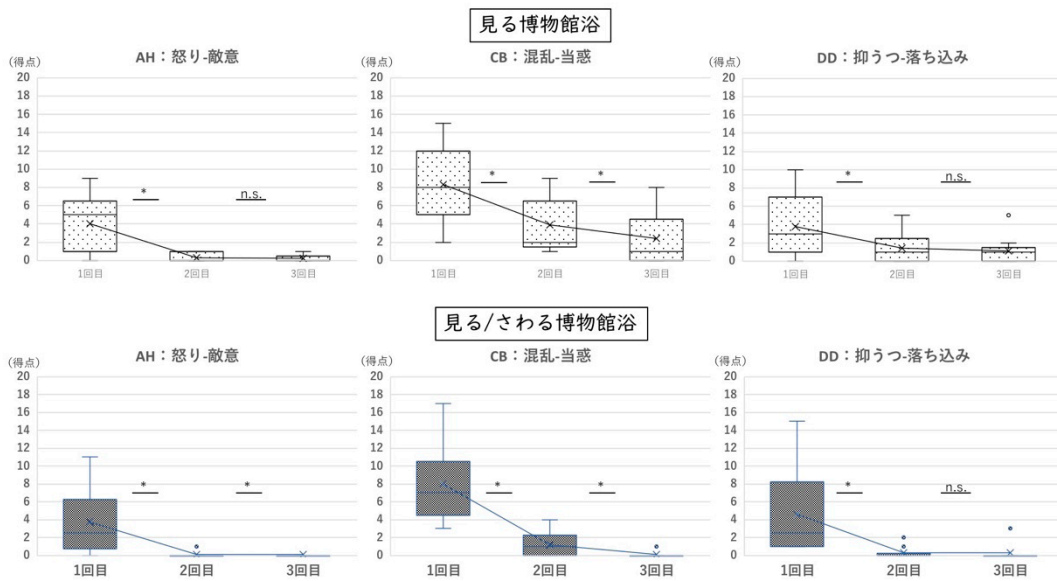 見る博物館浴
AH：怒り-敵意
CB：混乱-当惑
DD：抑うつ-落ち込み
(得点)
(得点)
(得点)
20
18
16
14
12
10
8
6
4
2
0
*
n.s.
1回目
2回目
3回目
20
18
16
14
12
10
8
6
4
2
0
*
*
1回目
2回目
3回目
20
18
16
14
12
10
8
6
4
2
0
*
n.s.
1回目
2回目
3回目
見る/さわる博物館浴
AH：怒り-敵意
CB：混乱-当惑
DD：抑うつ-落ち込み
(得点)
(得点)
(得点)
20
18
16
14
12
10
8
6
4
2
0
*
*
1回目
2回目
3回目
20
18
16
14
12
10
8
6
4
2
0
*
*
1回目
2回目
3回目
20
18
16
14
12
10
8
6
4
2
0
*
n.s.
1回目
2回目
3回目